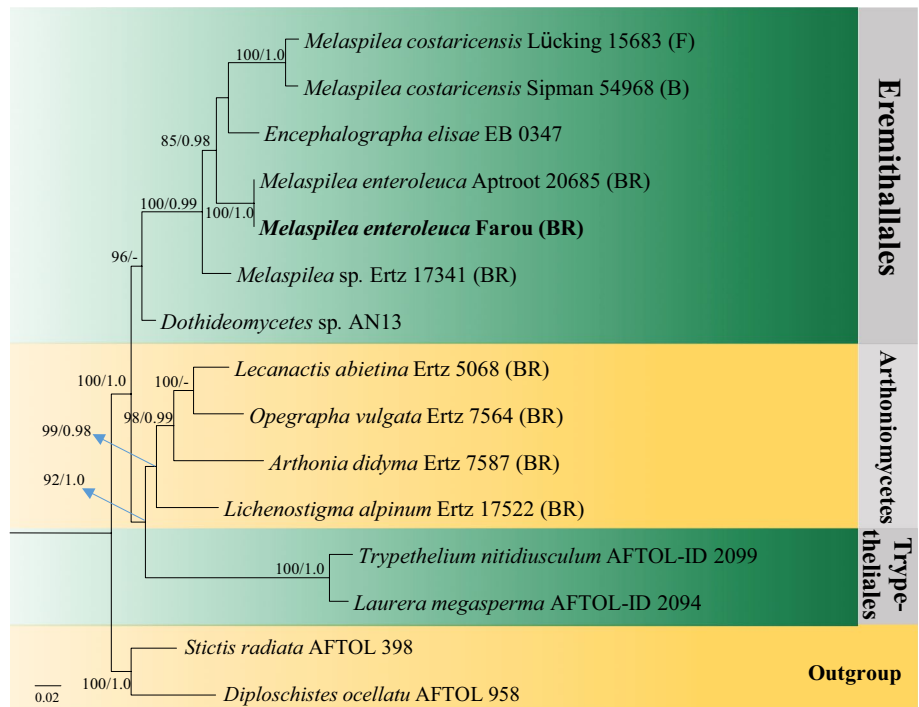 Melaspilea costaricensis Lücking 15683 (F)
100/1.0
Melaspilea costaricensis Sipman 54968 (B)
Encephalographa elisae EB 0347
85/0.98
Melaspilea enteroleuca Aptroot 20685 (BR)
100/0.99
100/1.0
Melaspilea enteroleuca Farou (BR)
96/-
Melaspilea sp. Ertz 17341 (BR)
Dothideomycetes sp. AN13
Eremithallales
Lecanactis abietina Ertz 5068 (BR)
100/-
100/1.0
Opegrapha vulgata Ertz 7564 (BR)
98/0.99
99/0.98
Arthonia didyma Ertz 7587 (BR)
92/1.0
Lichenostigma alpinum Ertz 17522 (BR)
Arthoniomycetes
Trypethelium nitidiusculum AFTOL-ID 2099
100/1.0
Laurera megasperma AFTOL-ID 2094
Trype-
theliales
Stictis radiata AFTOL 398
100/1.0
Diploschistes ocellatu AFTOL 958
Outgroup
0.02